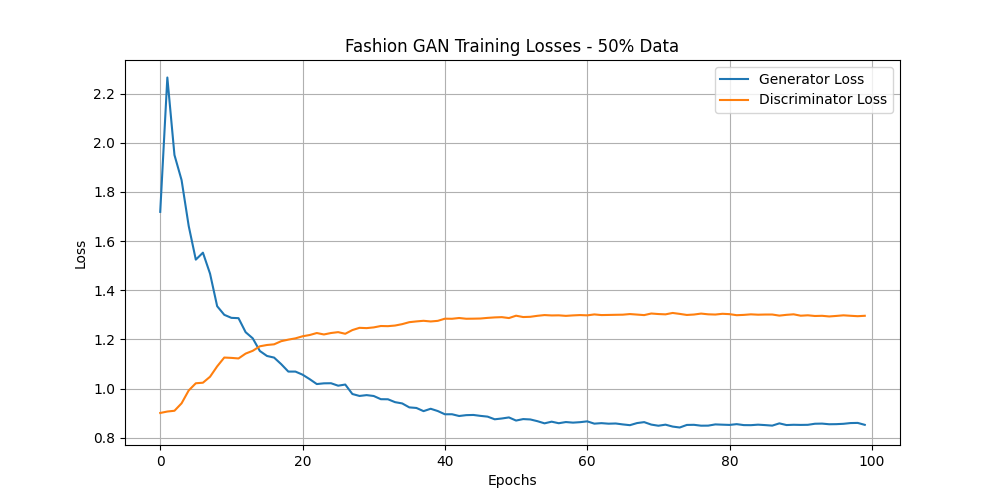 Fashion GAN Training Losses - 50% Data
Generator Loss
Discriminator Loss
Loss
2.2
2.0
1.8
1.6
1.4
1.2
1.0
0.8
0
20
40
60
80
100
Epochs